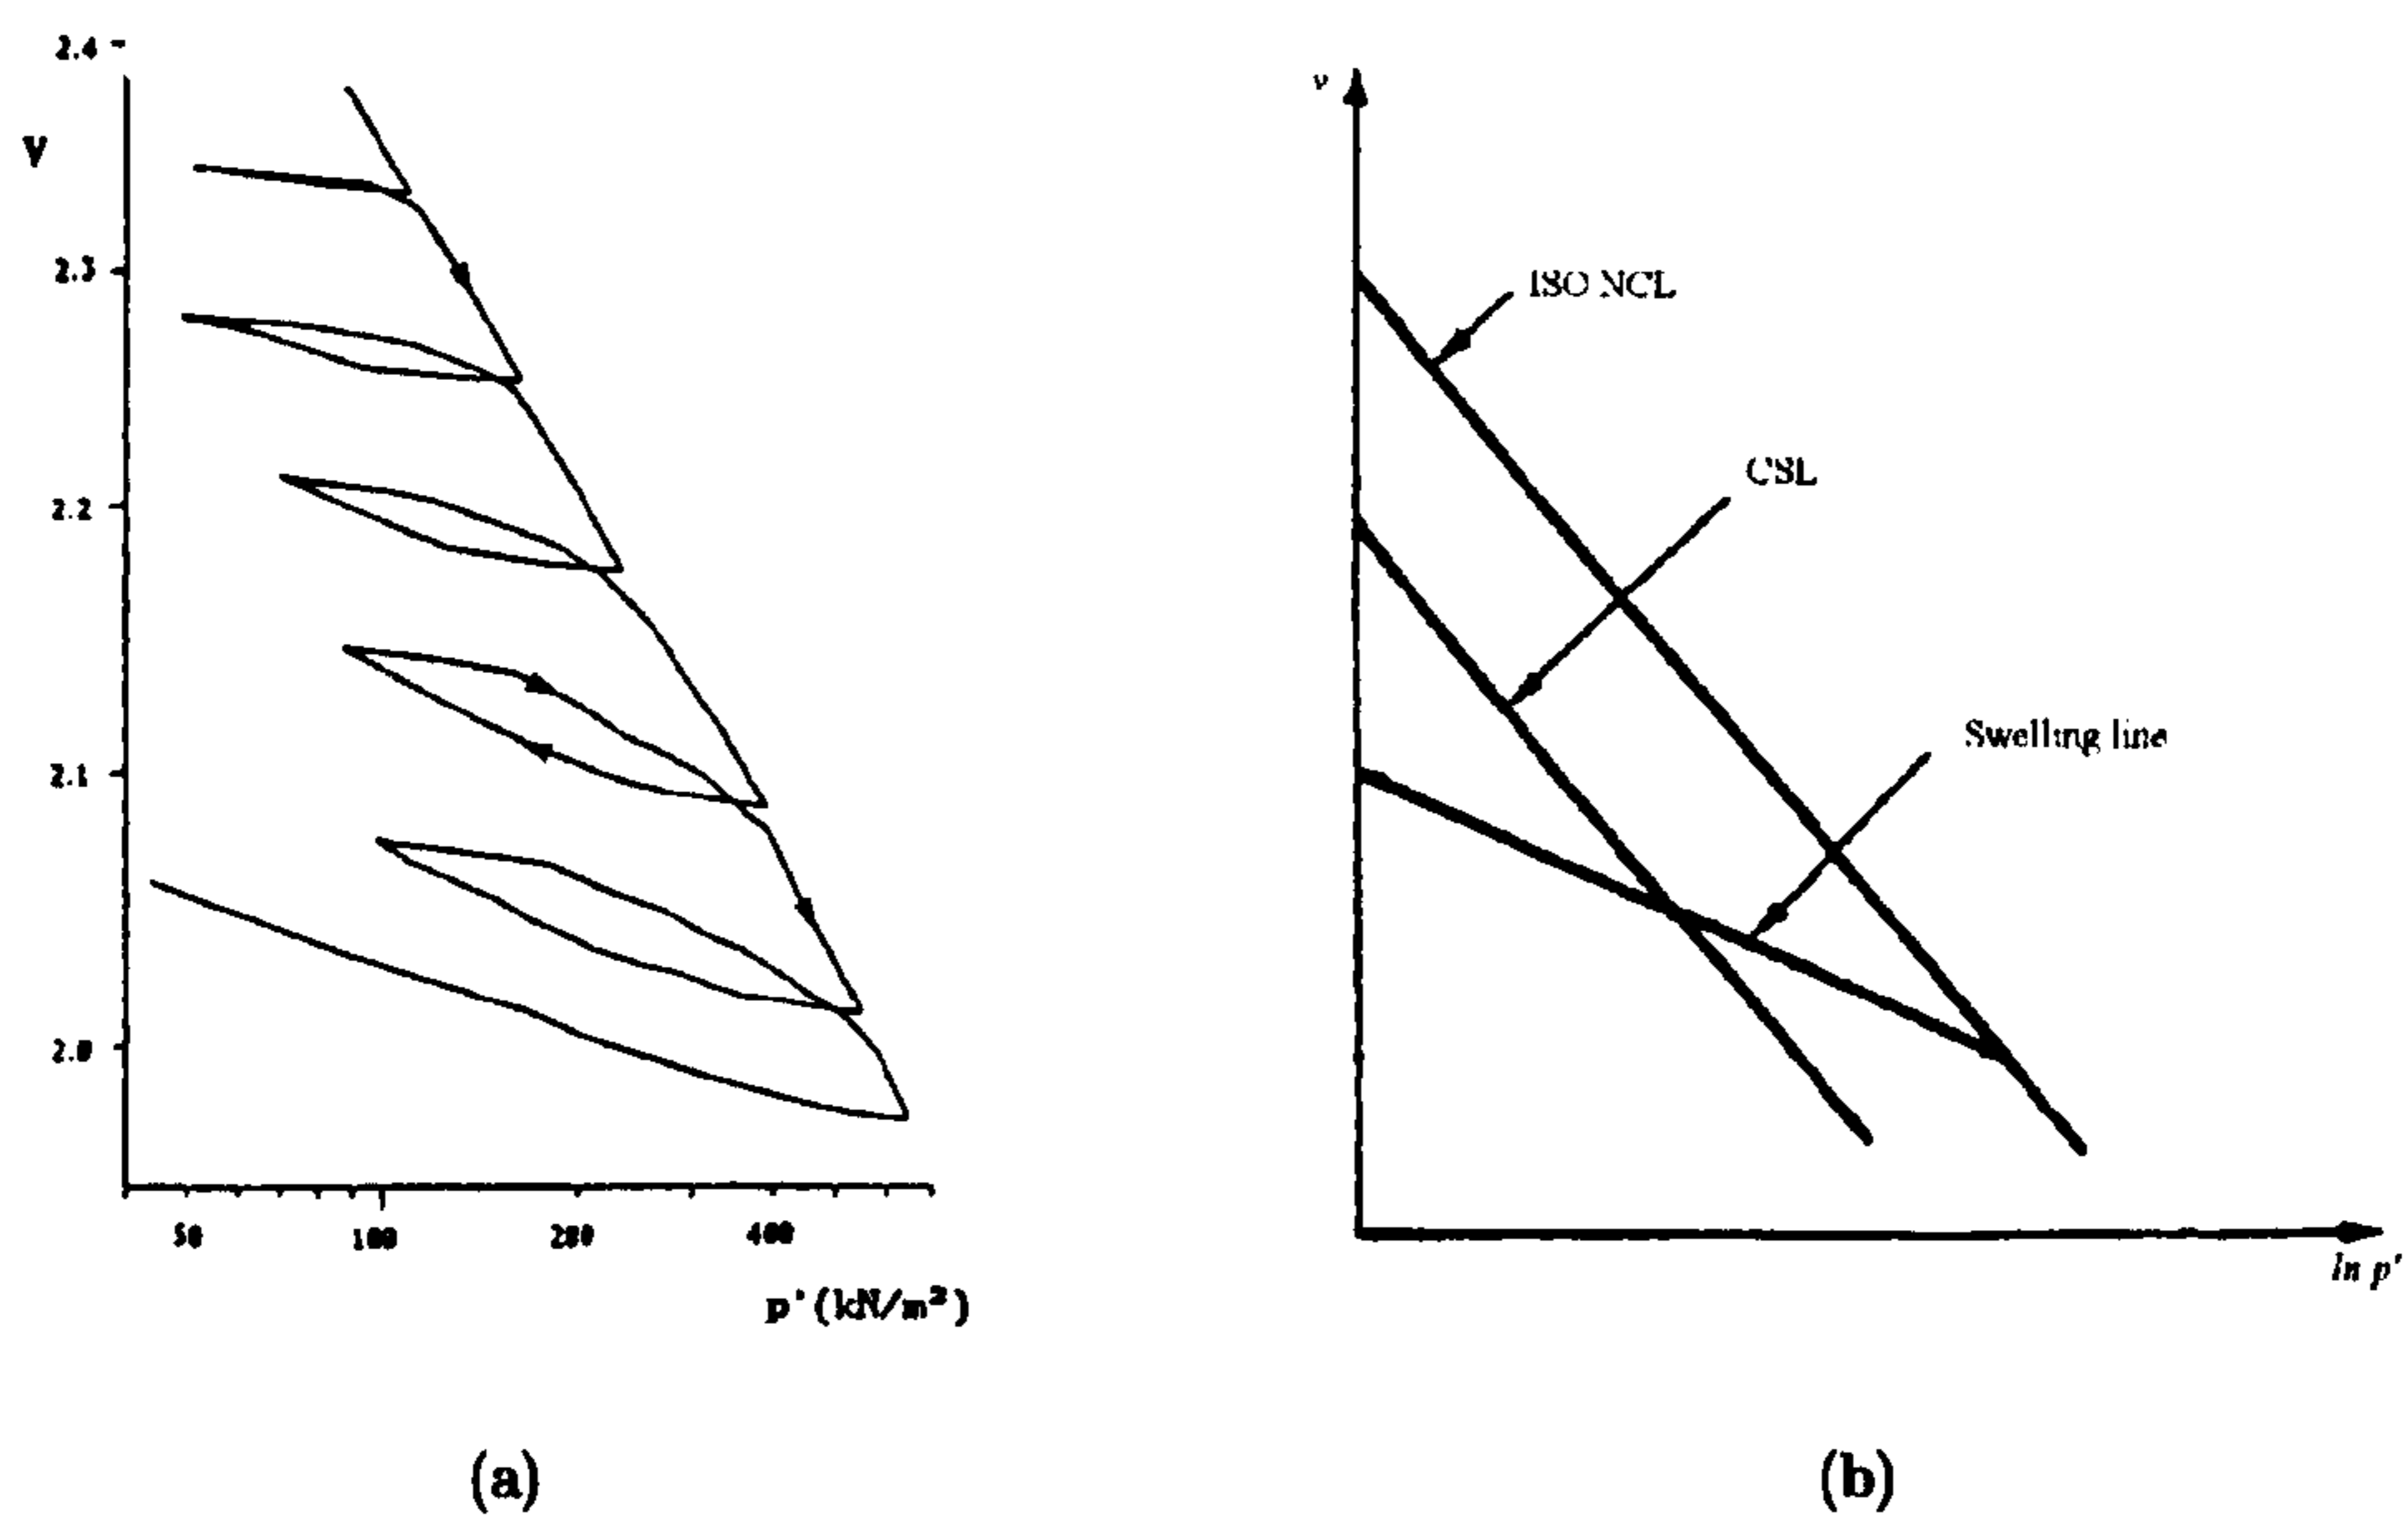 2.4
V
2.3
2.2
2.1
2.0
50
100
200
400
p'(kN/m²)
(a)
v
ISO NCL
CSL
Swelling line
ln p'
(b)